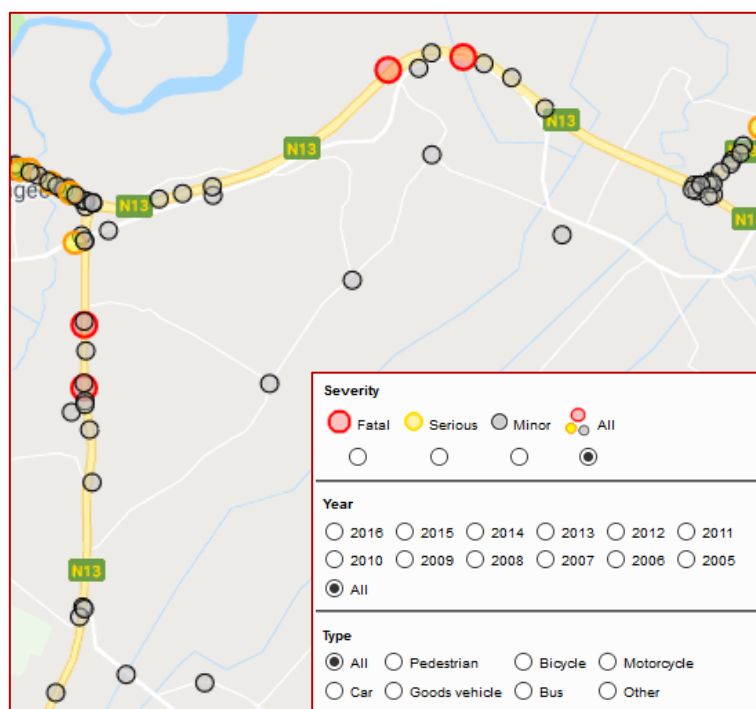 N13
N13
N13
N13
Severity
Fatal Serious Minor All
Year
2016 2015 2014 2013 2012 2011
2010 2009 2008 2007 2006 2005
All
Type
All Pedestrian Bicycle Motorcycle
Car Goods vehicle Bus Other